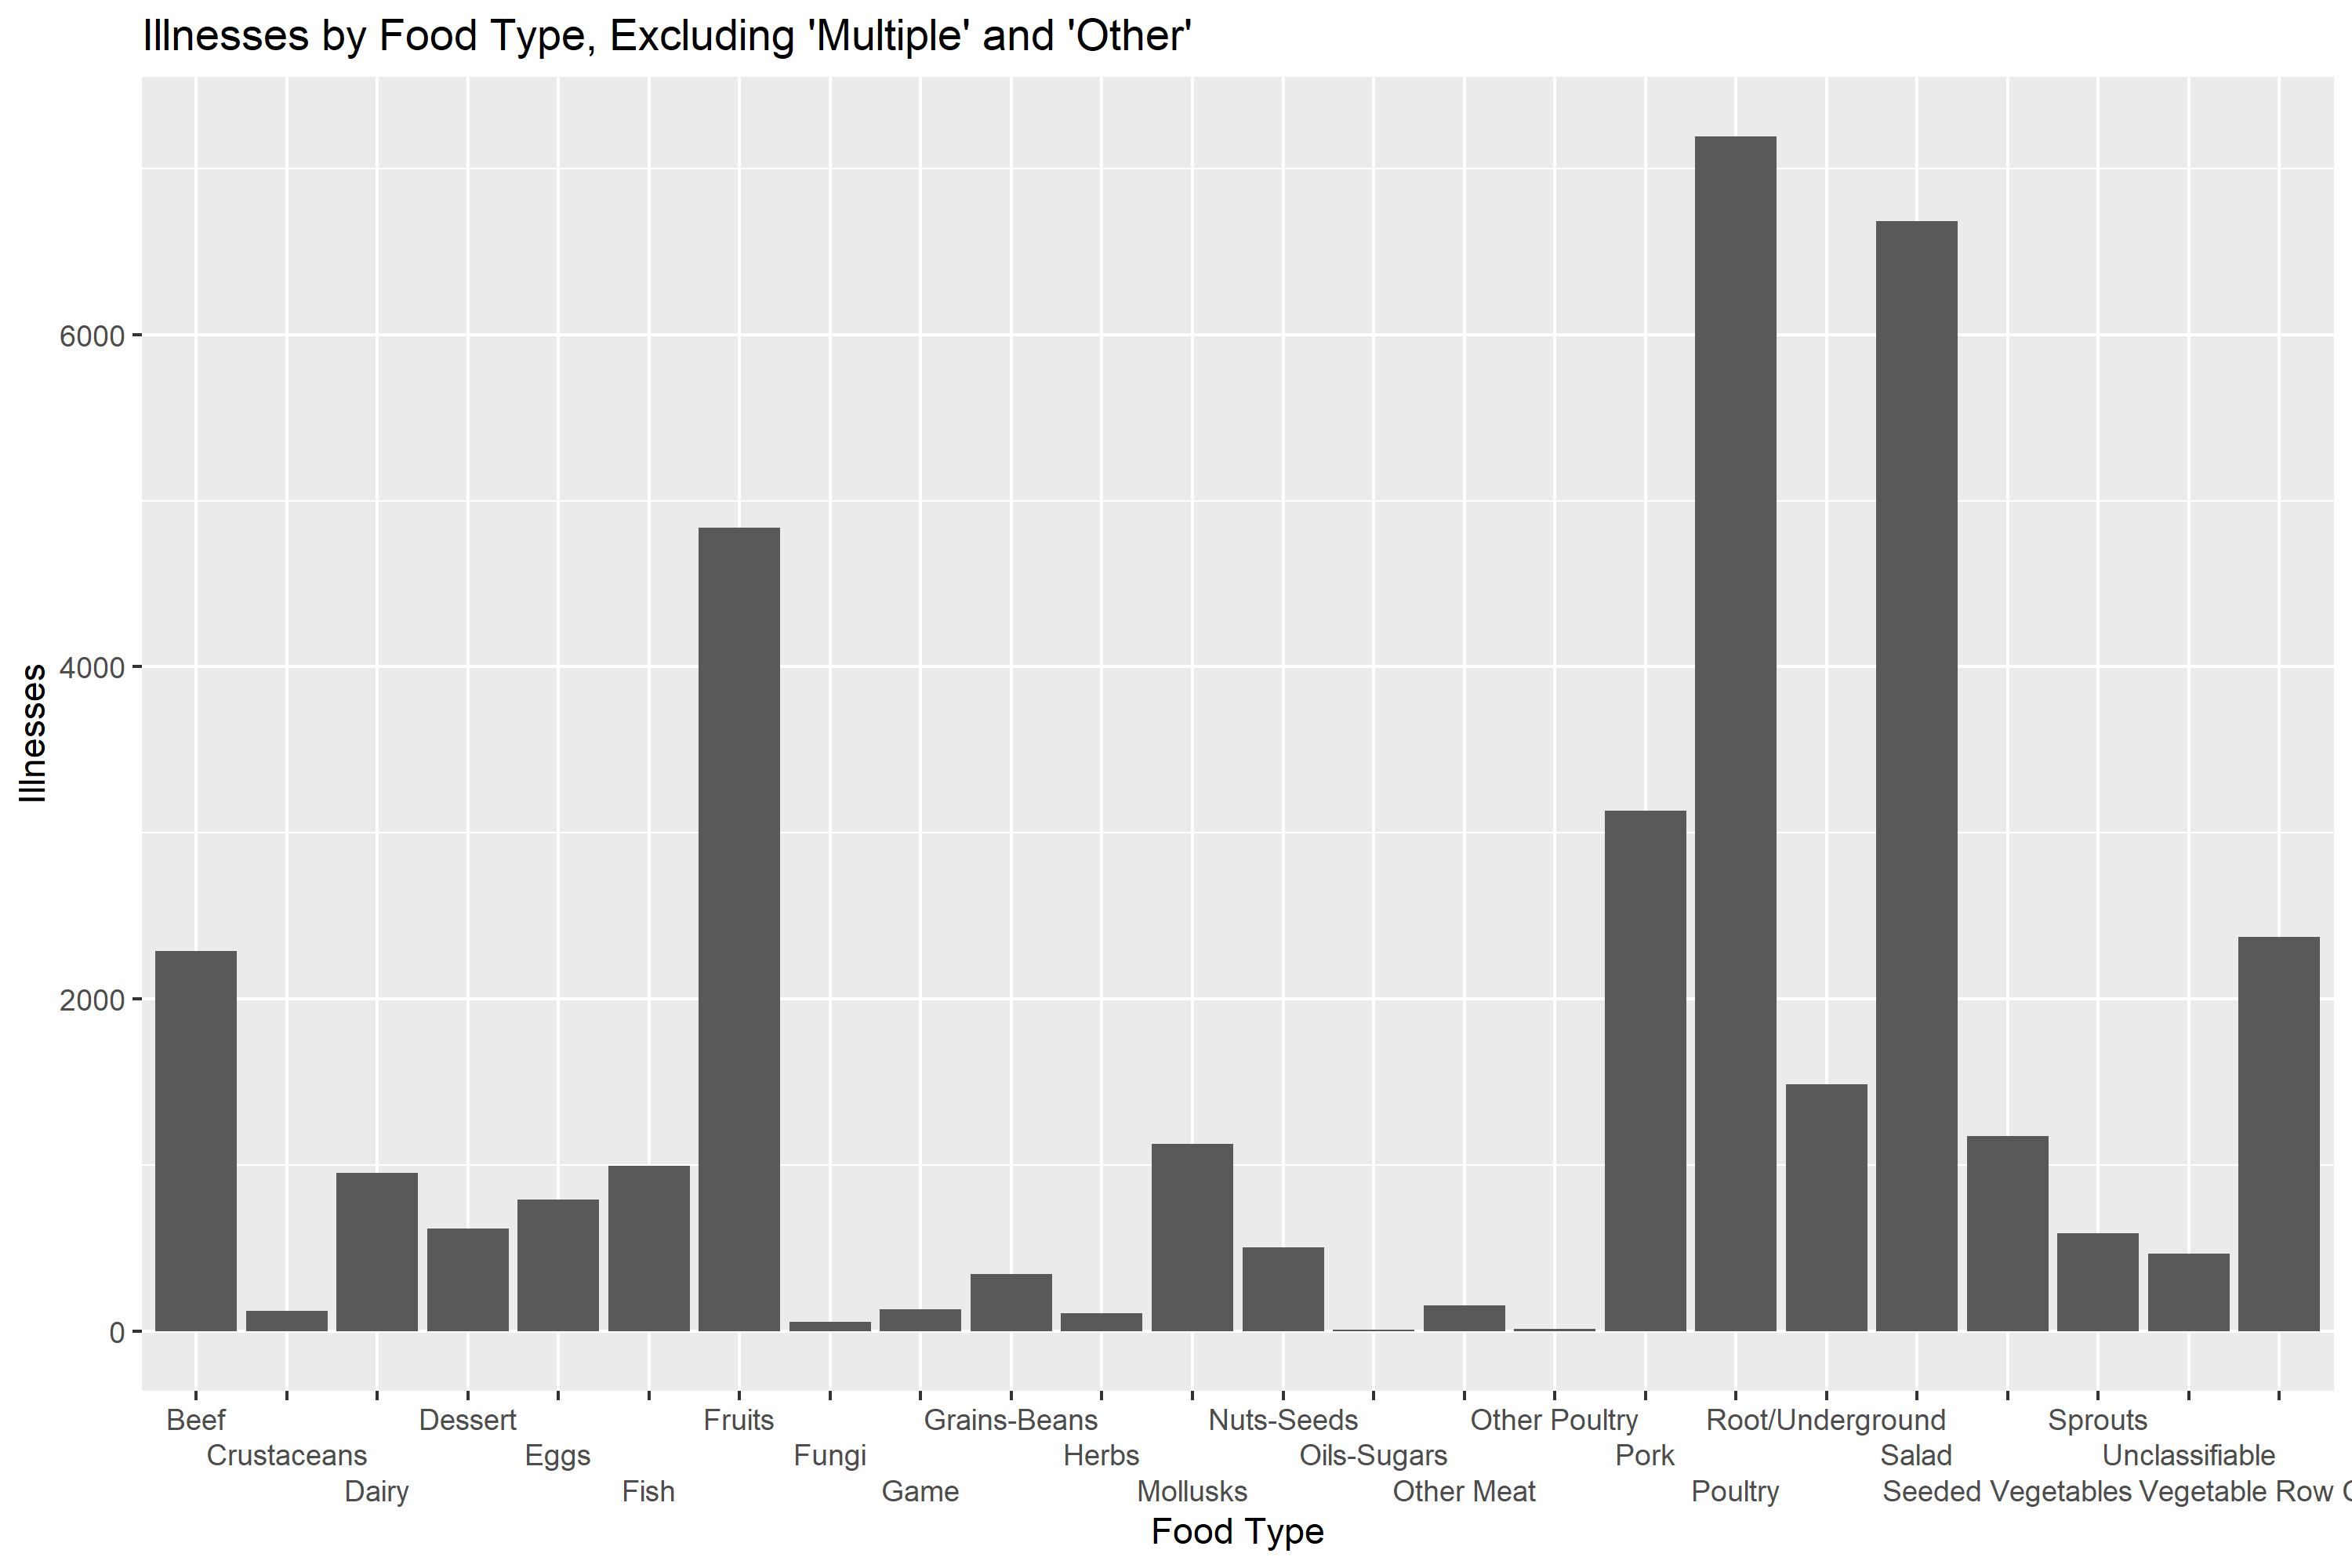 Illnesses by Food Type, Excluding 'Multiple' and 'Other'
Illnesses
6000
4000
2000
0
Beef Dessert Fruits Grains-Beans Nuts-Seeds Other Poultry Root/Underground Sprouts
Crustaceans Eggs Fungi Herbs Oils-Sugars Pork Salad Unclassifiable
Dairy Fish Game Mollusks Other Meat Poultry Seeded Vegetables Vegetable Row
Food Type